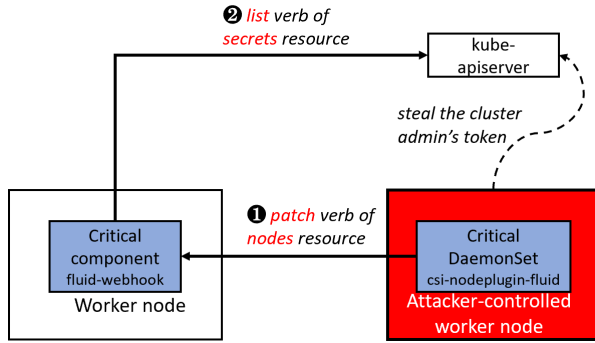 ❷ list verb of
secrets resource
kube-
apiserver
steal the cluster
admin's token
❶ patch verb of
nodes resource
Critical
component
fluid-webhook
Worker node
Critical
DaemonSet
csi-nodeplugin-fluid
Attacker-controlled
worker node